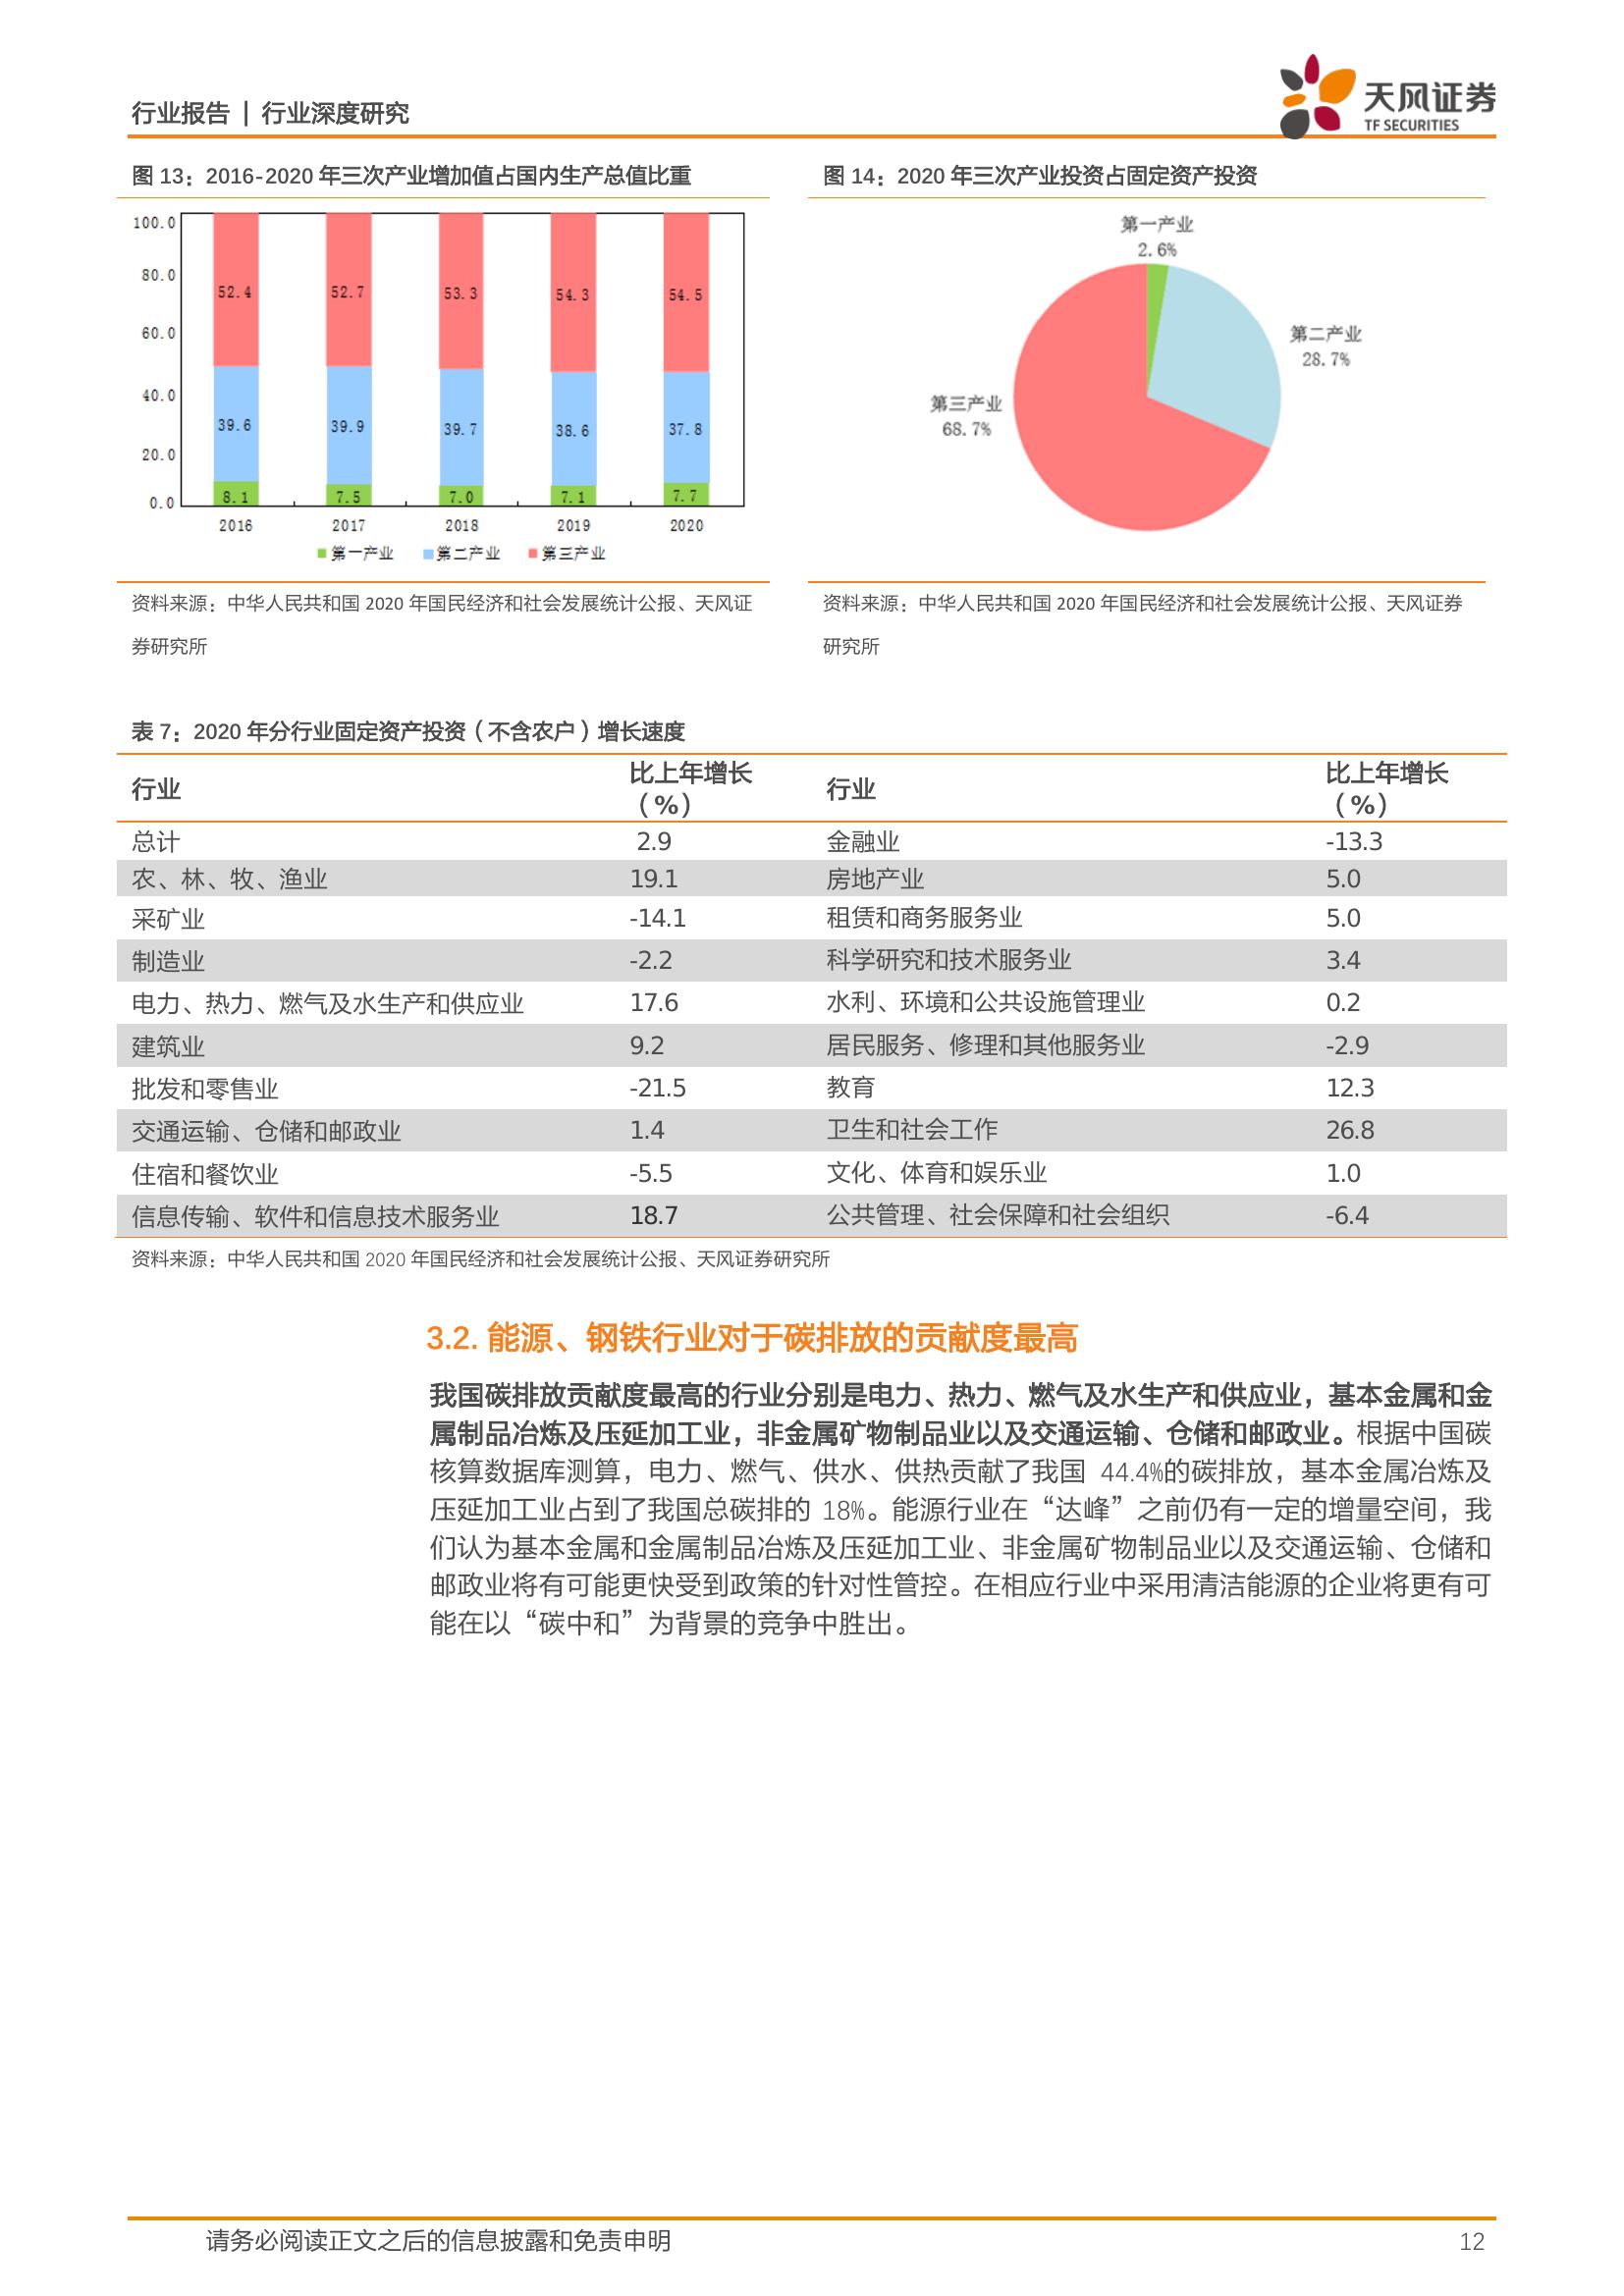 行业报告 | 行业深度研究
天风证券
TF SECURITIES
图 13：2016-2020 年三次产业增加值占国内生产总值比重
100.0
80.0
60.0
40.0
20.0
0.0
52.4 52.7 53.3 54.3 54.5
39.6 39.9 39.7 38.6 37.8
8.1 7.5 7.0 7.1 7.7
2016 2017 2018 2019 2020
第一产业 第二产业 第三产业
资料来源：中华人民共和国 2020 年国民经济和社会发展统计公报、天风证
券研究所
图 14：2020 年三次产业投资占固定资产投资
第一产业
2.6%
第二产业
28.7%
第三产业
68.7%
资料来源：中华人民共和国 2020 年国民经济和社会发展统计公报、天风证券
研究所
表 7：2020 年分行业固定资产投资（不含农户）增长速度
行业 比上年增长（%） 行业 比上年增长（%）
总计 2.9 金融业 -13.3
农、林、牧、渔业 19.1 房地产业 5.0
采矿业 -14.1 租赁和商务服务业 5.0
制造业 -2.2 科学研究和技术服务业 3.4
电力、热力、燃气及水生产和供应业 17.6 水利、环境和公共设施管理业 0.2
建筑业 9.2 居民服务、修理和其他服务业 -2.9
批发和零售业 -21.5 教育 12.3
交通运输、仓储和邮政业 1.4 卫生和社会工作 26.8
住宿和餐饮业 -5.5 文化、体育和娱乐业 1.0
信息传输、软件和信息技术服务业 18.7 公共管理、社会保障和社会组织 -6.4
资料来源：中华人民共和国 2020 年国民经济和社会发展统计公报、天风证券研究所
3.2. 能源、钢铁行业对于碳排放的贡献度最高
我国碳排放贡献度最高的行业分别是电力、热力、燃气及水生产和供应业，基本金属和金
属制品冶炼及压延加工业，非金属矿物制品业以及交通运输、仓储和邮政业。根据中国碳
核算数据库测算，电力、燃气、供水、供热贡献了我国 44.4%的碳排放，基本金属冶炼及
压延加工业占到了我国总碳排的 18%。能源行业在“达峰”之前仍有一定的增量空间，我
们认为基本金属和金属制品冶炼及压延加工业、非金属矿物制品业以及交通运输、仓储和
邮政业将有可能更快受到政策的针对性管控。在相应行业中采用清洁能源的企业将更有可
能在以“碳中和”为背景的竞争中胜出。
请务必阅读正文之后的信息披露和免责申明 12